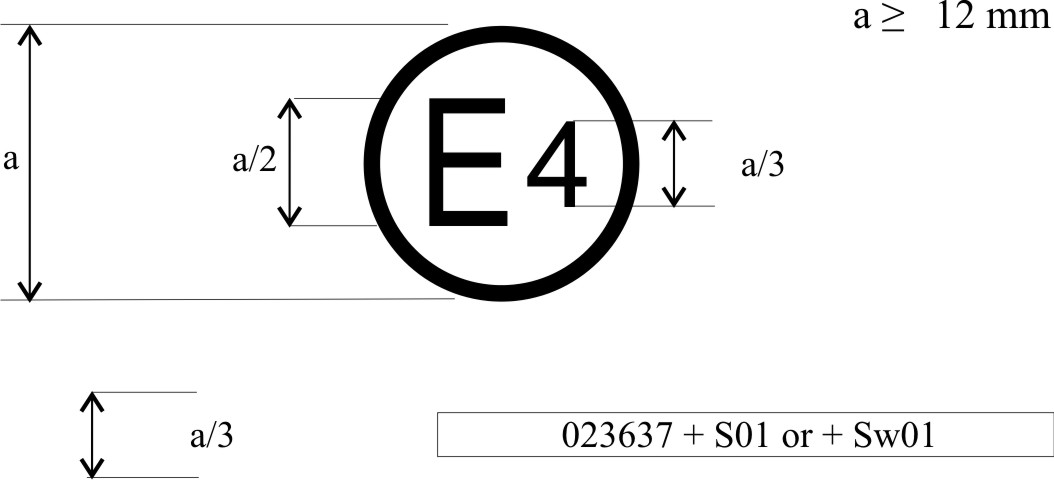 a ≥ 12 mm
a
a/2
E4
a/3
a/3
023637 + S01 or + Sw01